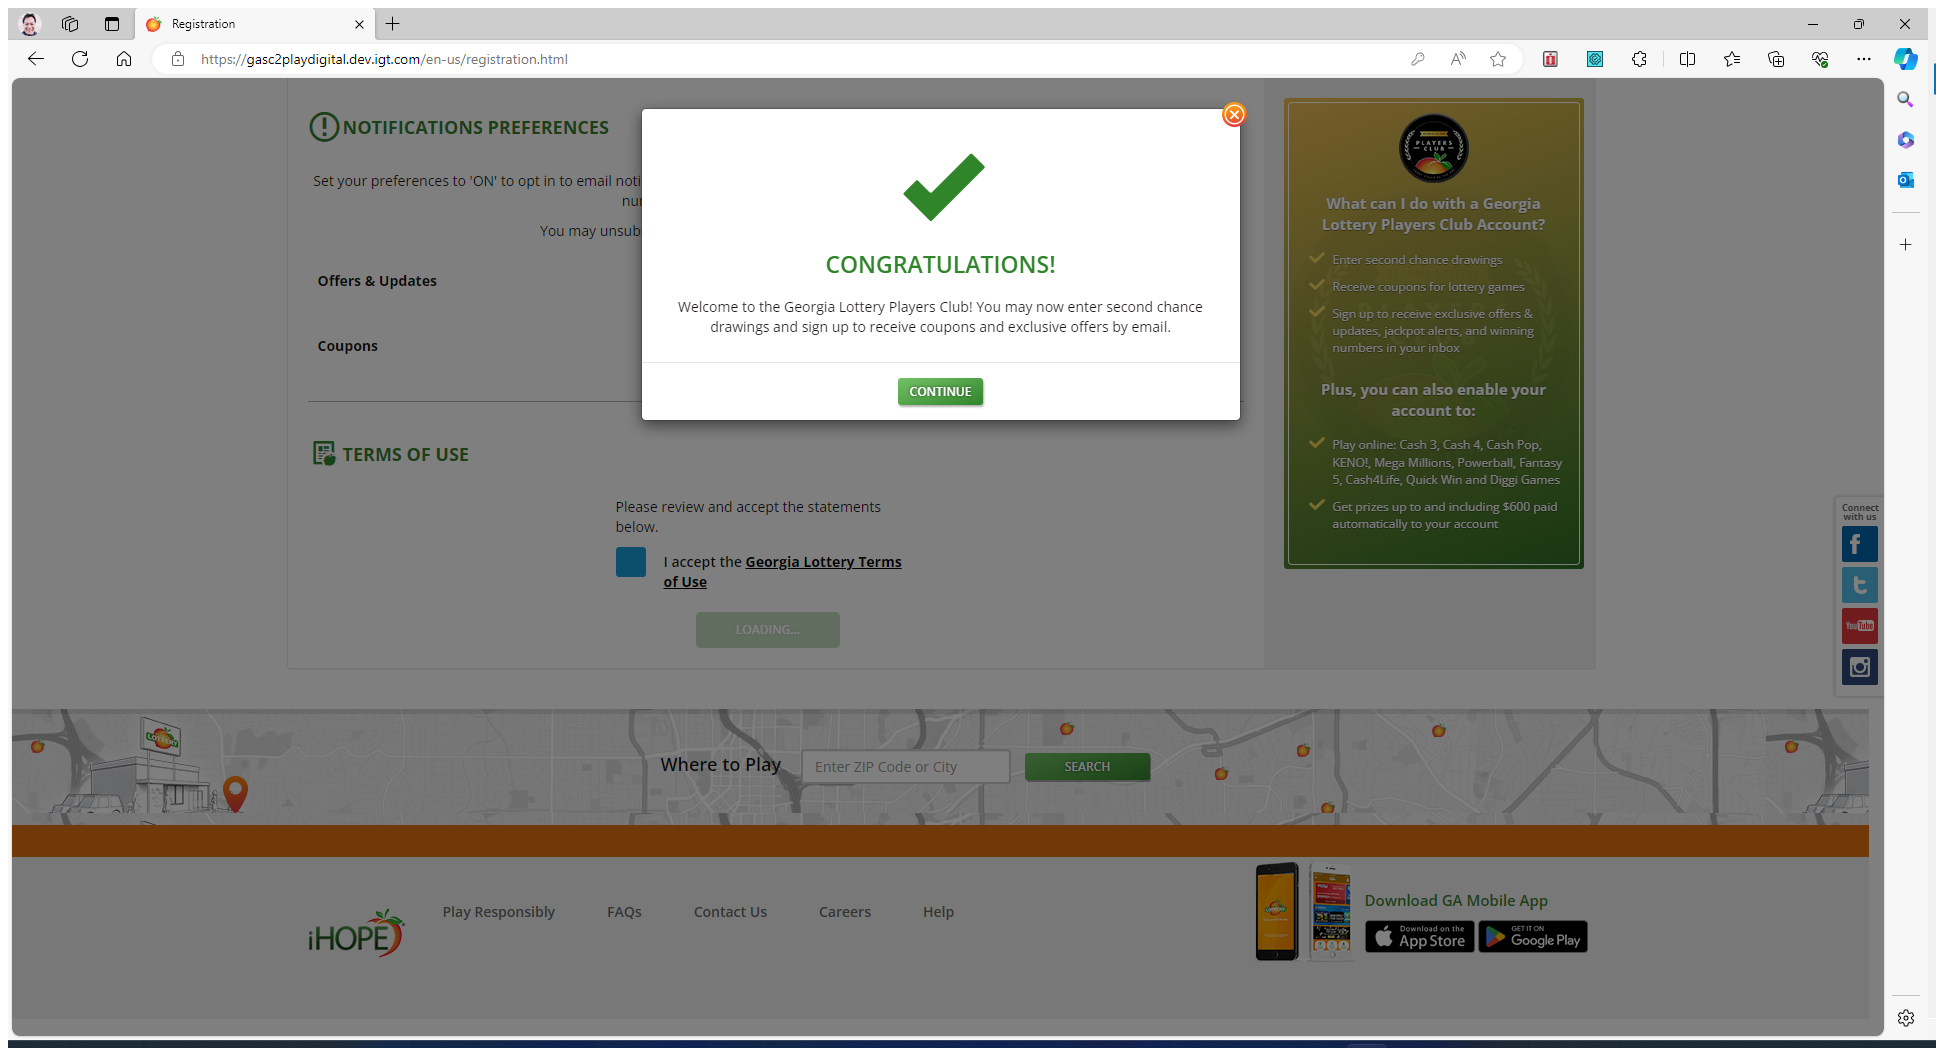 Registration
https://gasc2playdigital.dev.igt.com/en-us/registration.html
NOTIFICATIONS PREFERENCES
Set your preferences to 'ON' to opt in to email
You may
Offers & Updates
Coupons
CONGRATULATIONS!
Welcome to the Georgia Lottery Players Club! You may now enter second chance
drawings and sign up to receive coupons and exclusive offers by email.
CONTINUE
TERMS OF USE
Please review and accept the statements
below.
I accept the Georgia Lottery Terms
of Use
LOADING...
PLAYERS
CLUB
What can I do with a Georgia
Lottery Players Club Account?
Enter second chance drawings
Receive coupons for lottery games
Sign up to receive exclusive offers &
updates, jackpot alerts, and winning
numbers in your inbox
Plus, you can also enable your
account to:
Play online: Cash 3, Cash 4, Cash Pop,
KENO!, Mega Millions, Powerball, Fantasy
5, Cash4Life, Quick Win and Diggi Games
Get prizes up to and including $600 paid
automatically to your account
Connect
with us
You Tube
LOTTERY
Where to Play
Enter ZIP Code or City
SEARCH
iHOPE
Play Responsibly
FAQs
Contact Us
Careers
Help
Download GA Mobile App
Download on the
App Store
GET IT ON
Google Play